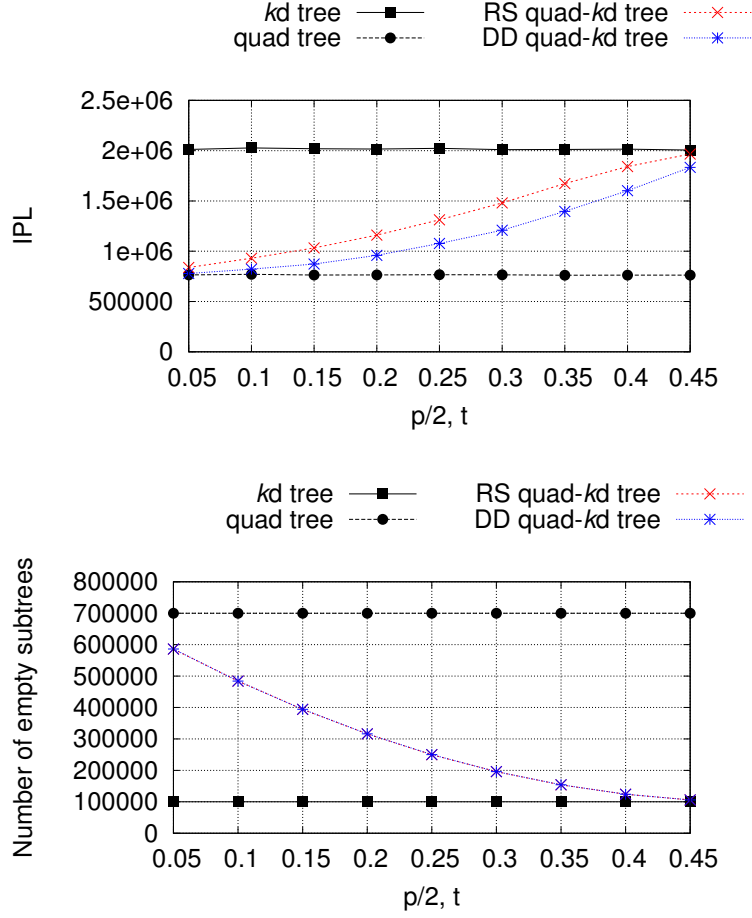 kd tree
quad tree
RS quad-kd tree
DD quad-kd tree
2.5e+06
2e+06
1.5e+06
1e+06
500000
0
IPL
0.05 0.1 0.15 0.2 0.25 0.3 0.35 0.4 0.45
p/2, t
kd tree
quad tree
RS quad-kd tree
DD quad-kd tree
800000
700000
600000
500000
400000
300000
200000
100000
0
Number of empty subtrees
0.05 0.1 0.15 0.2 0.25 0.3 0.35 0.4 0.45
p/2, t